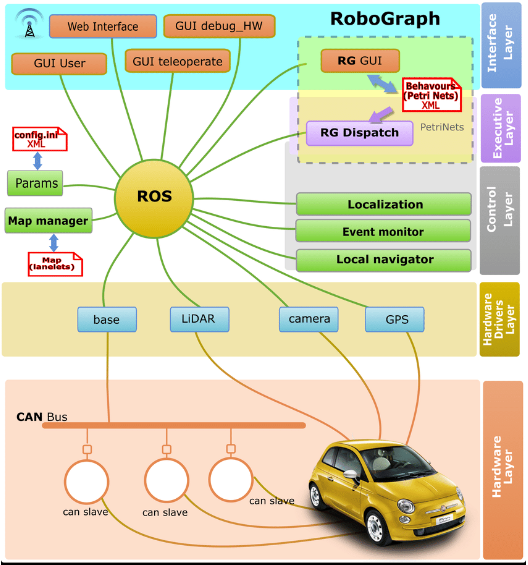 RoboGraph
Web Interface
GUI debug_HW
GUI User
GUI teleoperate
RG GUI
Behavoures
(Petri Nets)
XML
PetriNets
RG Dispatch
Interface
Layer
Executive
Layer
config.ini
XML
Params
Map manager
Map
(lanelets)
ROS
Localization
Event monitor
Local navigator
Control
Layer
base
LiDAR
camera
GPS
Hardware
Drivers
Layer
CAN Bus
can slave
can slave
can slave
Hardware
Layer